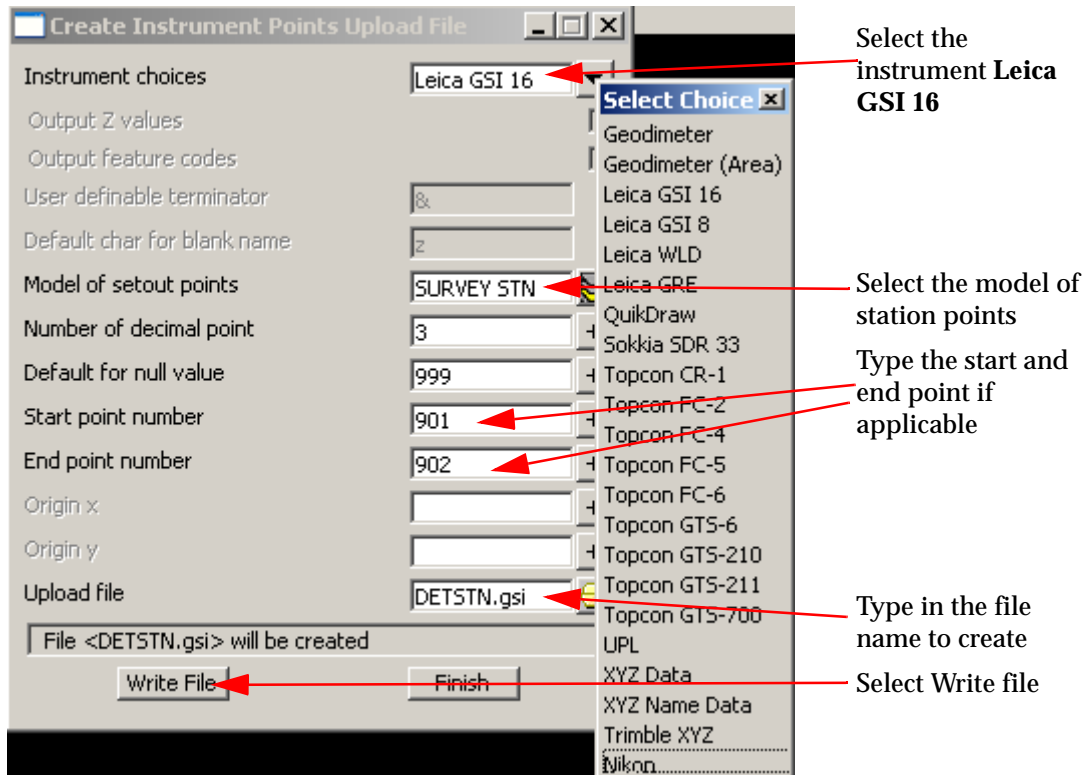 Create Instrument Points Upload File
Instrument choices
Leica GSI 16
Output Z values
Output feature codes
User definable terminator
&
Default char for blank name
z
Model of setout points
SURVEY STN
Number of decimal point
3
Default for null value
999
Start point number
901
End point number
902
Origin x
Origin y
Upload file
DETSTN.gsi
File <DETSTN.gsi> will be created
Write File
Finish
Select Choice
Geodimeter
Geodimeter (Area)
Leica GSI 16
Leica GSI 8
Leica WLD
Leica GRE
QuikDraw
Sokkia SDR 33
Topcon CR-1
Topcon FC-2
Topcon FC-4
Topcon FC-5
Topcon FC-6
Topcon GTS-6
Topcon GTS-210
Topcon GTS-211
Topcon GTS-700
UPL
XYZ Data
XYZ Name Data
Trimble XYZ
Nikon
Select the
instrument Leica
GSI 16
Select the model of
station points
Type the start and
end point if
applicable
Type in the file
name to create
Select Write file